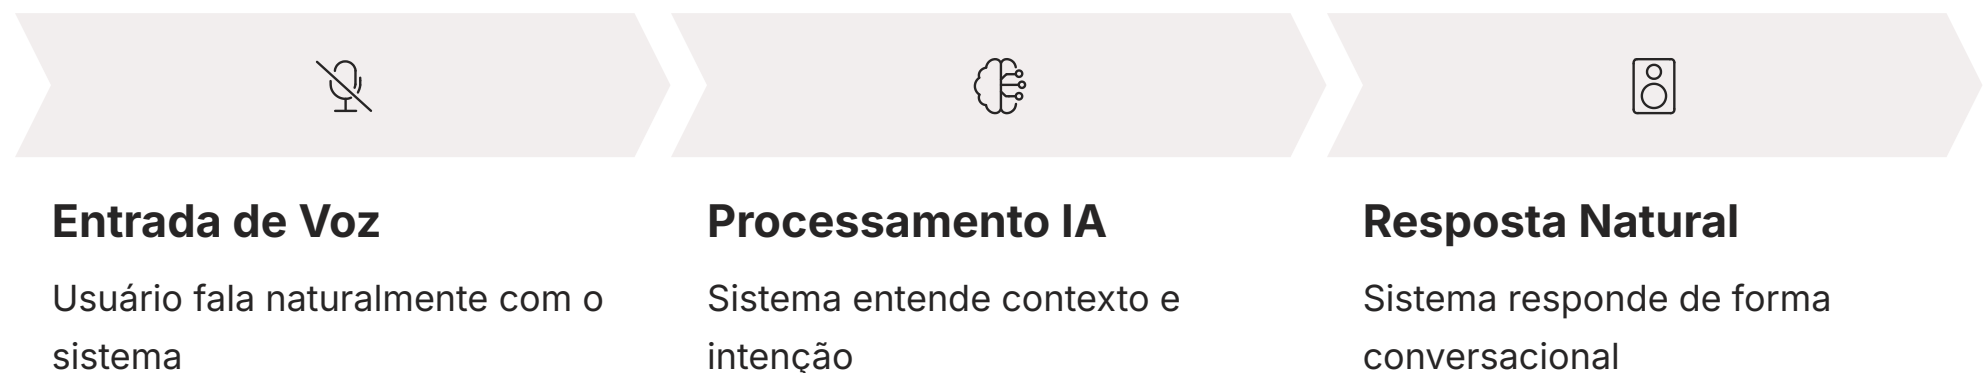 Entrada de Voz
Usuário fala naturalmente com o
sistema
Processamento IA
Sistema entende contexto e
intenção
Resposta Natural
Sistema responde de forma
conversacional